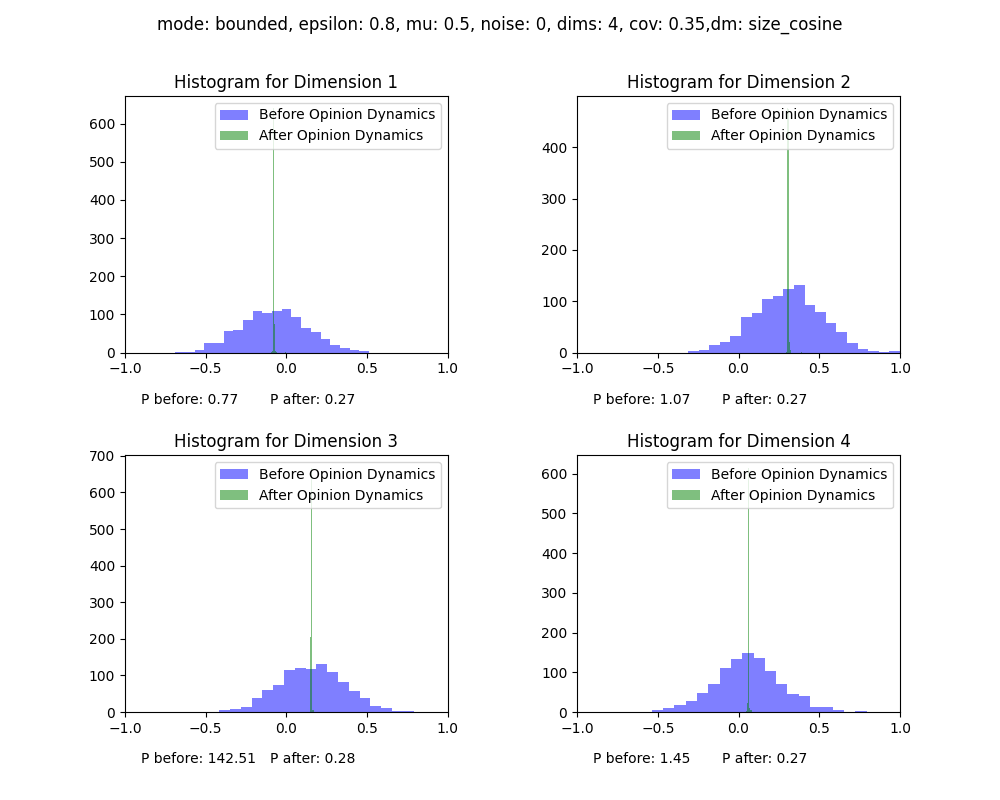 mode: bounded, epsilon: 0.8, mu: 0.5, noise: 0, dims: 4, cov: 0.35,dm: size_cosine
Histogram for Dimension 1
Before Opinion Dynamics
After Opinion Dynamics
600
500
400
300
200
100
0
−1.0 −0.5 0.0 0.5 1.0
P before: 0.77 P after: 0.27
Histogram for Dimension 2
Before Opinion Dynamics
After Opinion Dynamics
400
300
200
100
0
−1.0 −0.5 0.0 0.5 1.0
P before: 1.07 P after: 0.27
Histogram for Dimension 3
Before Opinion Dynamics
After Opinion Dynamics
700
600
500
400
300
200
100
0
−1.0 −0.5 0.0 0.5 1.0
P before: 142.51 P after: 0.28
Histogram for Dimension 4
Before Opinion Dynamics
After Opinion Dynamics
600
500
400
300
200
100
0
−1.0 −0.5 0.0 0.5 1.0
P before: 1.45 P after: 0.27